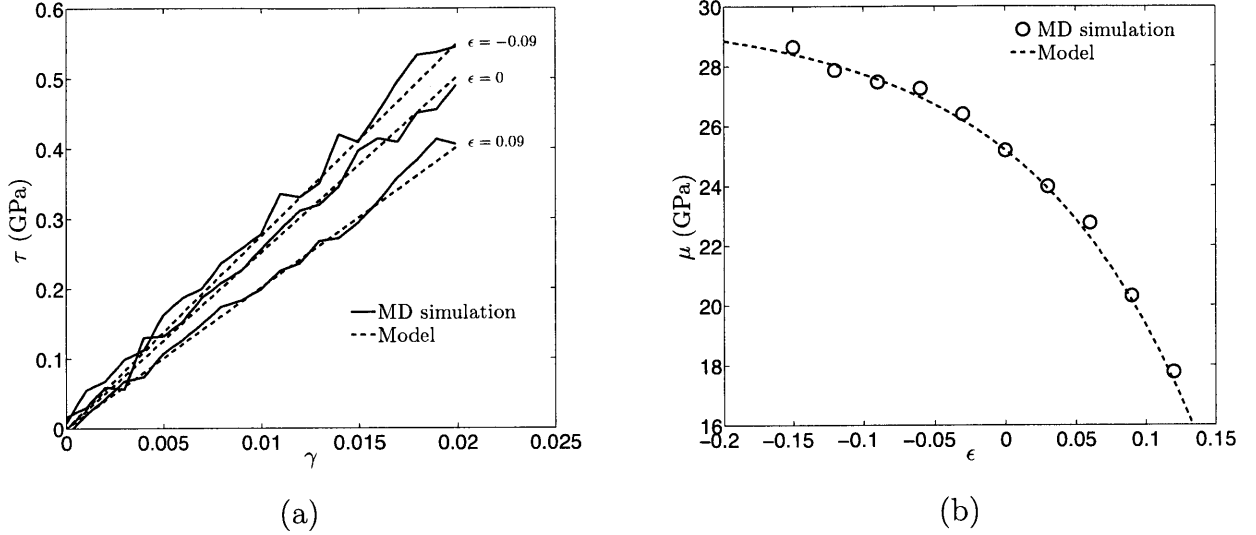 0.6
0.5
0.4
0.3
0.2
0.1
0
τ (GPa)
ϵ = −0.09
ϵ = 0
ϵ = 0.09
MD simulation
Model
0 0.005 0.01 0.015 0.02 0.025
γ
(a)
30
28
26
24
22
20
18
16
μ (GPa)
MD simulation
Model
−0.2 −0.15 −0.1 −0.05 0 0.05 0.1 0.15
ϵ
(b)